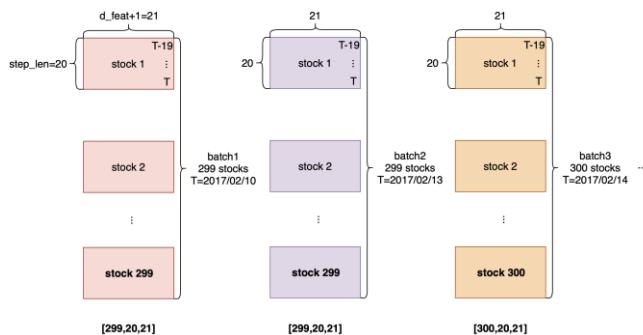 d_feat+1=21
step_len=20
T-19
stock 1
⋮
T
stock 2
⋮
stock 299
batch1
299 stocks
T=2017/02/10
[299,20,21]
21
20
T-19
stock 1
⋮
T
stock 2
⋮
stock 299
batch2
299 stocks
T=2017/02/13
[299,20,21]
21
20
T-19
stock 1
⋮
T
stock 2
⋮
stock 300
batch3
300 stocks
T=2017/02/14
[300,20,21]
...